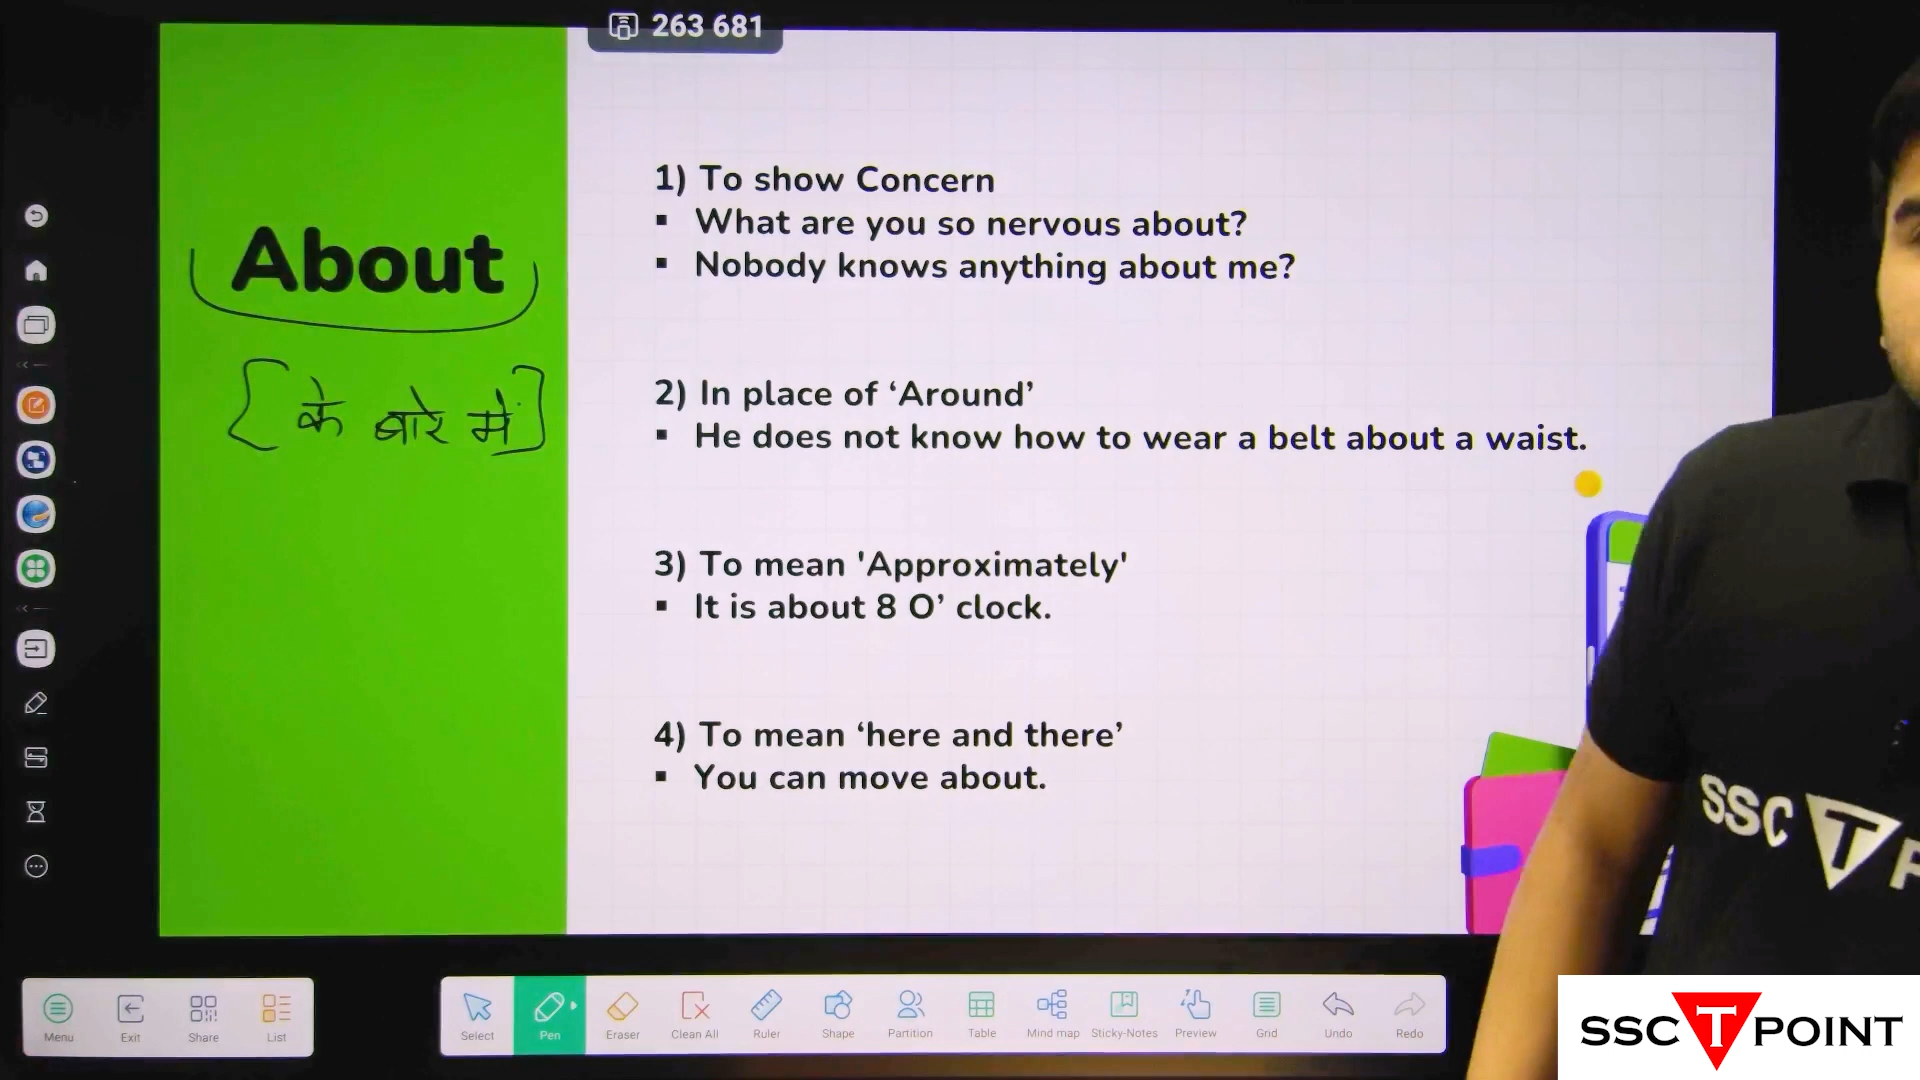 263 681
About
[के बारे में]
1) To show Concern
▪ What are you so nervous about?
▪ Nobody knows anything about me?
2) In place of ‘Around’
▪ He does not know how to wear a belt about a waist.
3) To mean 'Approximately'
▪ It is about 8 O’ clock.
4) To mean ‘here and there’
▪ You can move about.
SSC T P
Menu Exit Share List
Select Pen Eraser Clean All Ruler Shape Partition Table Mind map Sticky-Notes Preview Grid Undo Redo
SSC T POINT